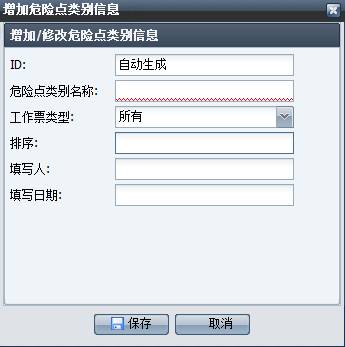 增加危险点类别信息
增加/修改危险点类别信息
ID: 自动生成
危险点类别名称:
工作票类型: 所有
排序:
填写人:
填写日期:
保存 取消